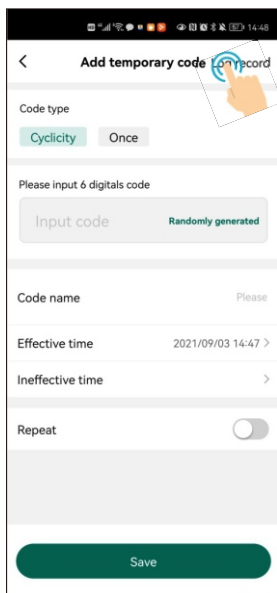 14:48
Add temporary code Log record
Code type
Cyclicity Once
Please input 6 digitals code
Input code Randomly generated
Code name Please
Effective time 2021/09/03 14:47
Ineffective time
Repeat
Save